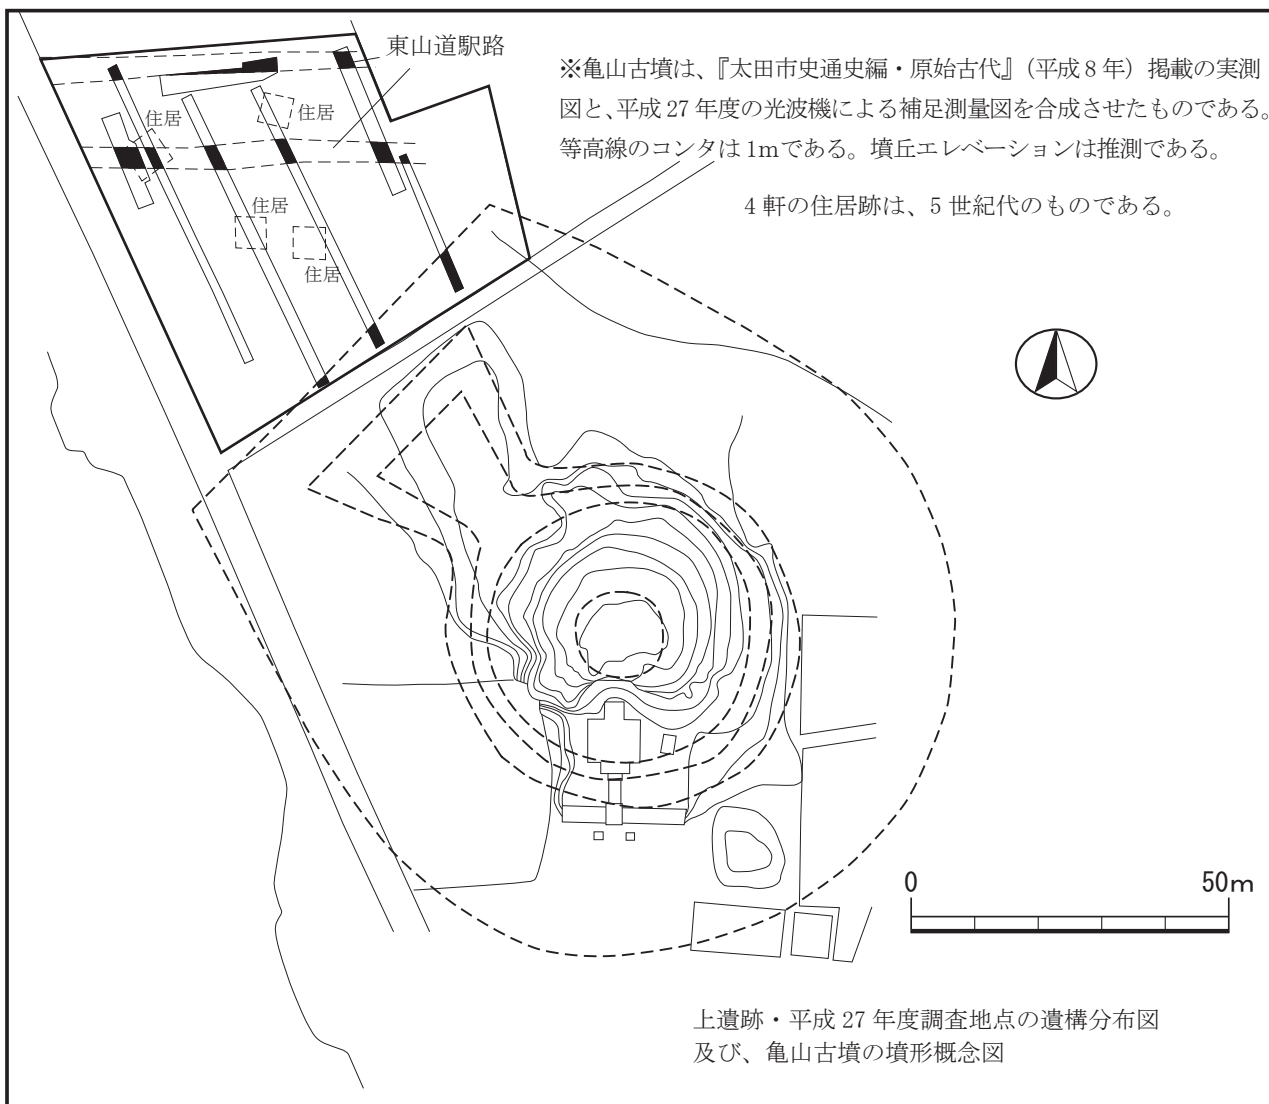 東山道駅路
※亀山古墳は、『太田市史通史編・原始古代』(平成8年)掲載の実測
図と、平成27年度の光波機による補足測量図を合成させたものである。
等高線のコンタは1mである。墳丘エレベーションは推測である。
4軒の住居跡は、5世紀代のものである。
住居
住居
住居
住居
0
50m
上遺跡・平成27年度調査地点の遺構分布図
及び、亀山古墳の墳形概念図